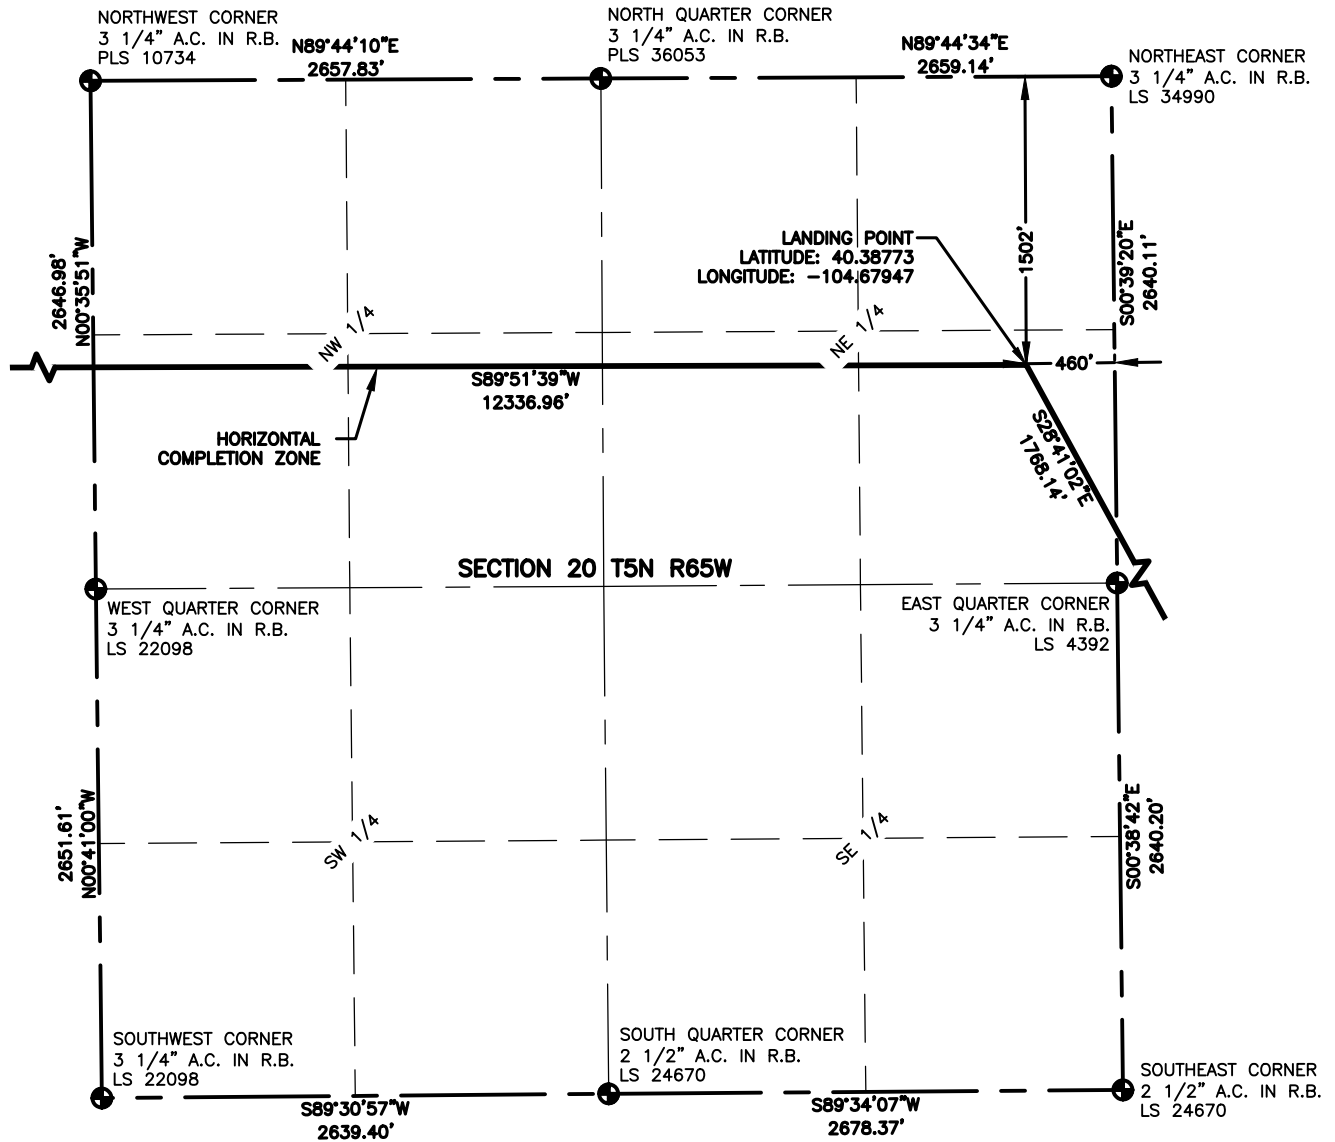 NORTHWEST CORNER
3 1/4" A.C. IN R.B.
PLS 10734
N89°44'10"E
2657.83'
NORTH QUARTER CORNER
3 1/4" A.C. IN R.B.
PLS 36053
N89°44'34"E
2659.14'
NORTHEAST CORNER
3 1/4" A.C. IN R.B.
LS 34990
2646.98'
N00°35'51"W
LANDING POINT
LATITUDE: 40.38773
LONGITUDE: -104.67947
1502'
S00°39'20"E
2640.11'
NW 1/4
NE 1/4
460'
S89°51'39"W
12336.96'
HORIZONTAL
COMPLETION ZONE
S28°41'02"E
1768.14'
SECTION 20 T5N R65W
WEST QUARTER CORNER
3 1/4" A.C. IN R.B.
LS 22098
EAST QUARTER CORNER
3 1/4" A.C. IN R.B.
LS 4392
2651.61'
N00°41'00"W
SW 1/4
SE 1/4
S00°38'42"E
2640.20'
SOUTHWEST CORNER
3 1/4" A.C. IN R.B.
LS 22098
S89°30'57"W
2639.40'
SOUTH QUARTER CORNER
2 1/2" A.C. IN R.B.
LS 24670
S89°34'07"W
2678.37'
SOUTHEAST CORNER
2 1/2" A.C. IN R.B.
LS 24670